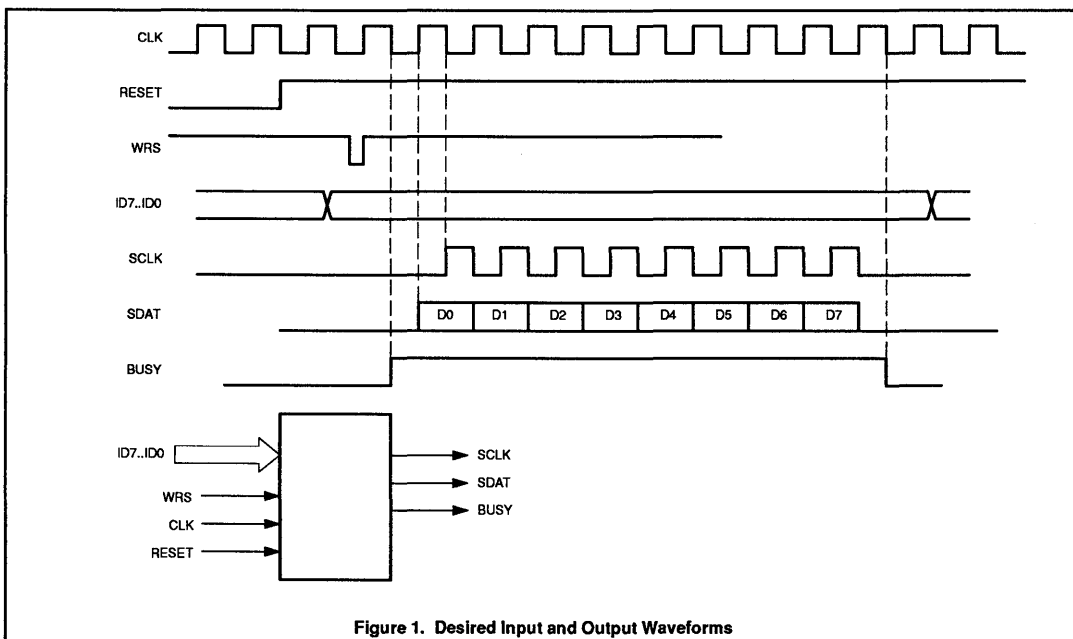 CLK
RESET
WRS
ID7..ID0
SCLK
SDAT D0 D1 D2 D3 D4 D5 D6 D7
BUSY
ID7..ID0
WRS
CLK
RESET
SCLK
SDAT
BUSY
Figure 1. Desired Input and Output Waveforms